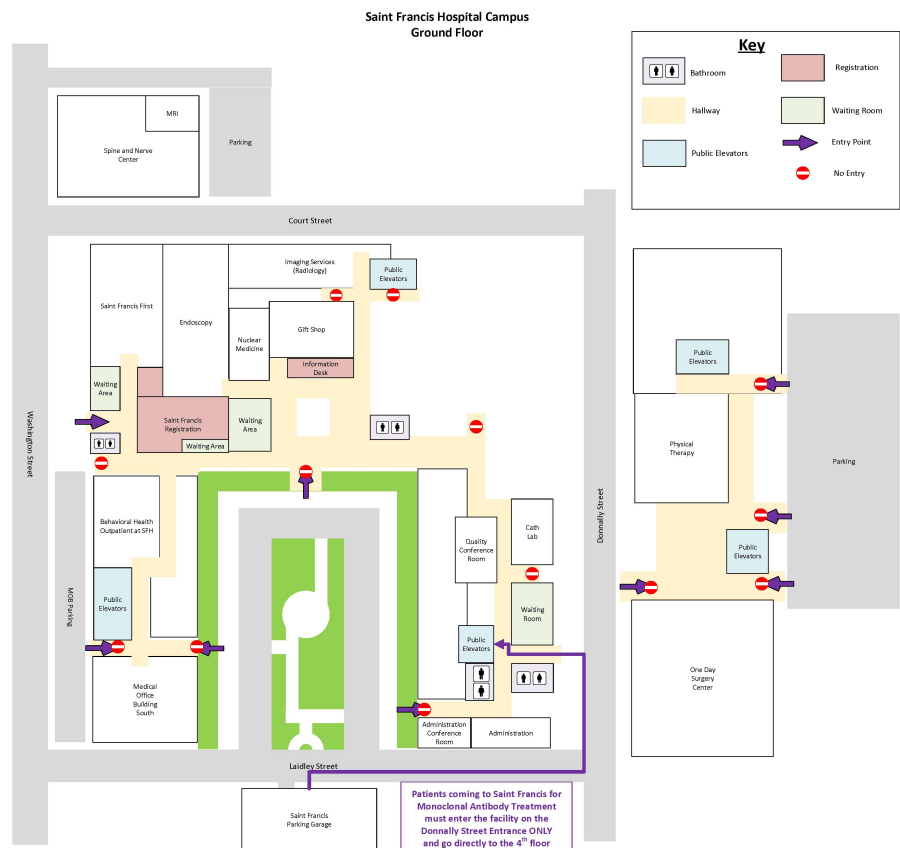 Saint Francis Hospital Campus
Ground Floor
Key
Bathroom
Registration
Hallway
Waiting Room
Public Elevators
Entry Point
No Entry
MRI
Spine and Nerve
Center
Parking
Court Street
Imaging Services
(Radiology)
Public
Elevators
Saint Francis First
Endoscopy
Gift Shop
Nuclear
Medicine
Information
Desk
Waiting
Area
Saint Francis
Registration
Waiting
Area
Waiting Area
Washington Street
Behavioral Health
Outpatient at SFH
Public
Elevators
MOB Parking
Medical
Office
Building
South
Quality
Conference
Room
Cath
Lab
Waiting
Room
Public
Elevators
Administration
Conference
Room
Administration
Donnally Street
Public
Elevators
Physical
Therapy
Parking
Public
Elevators
One Day
Surgery
Center
Laidley Street
Saint Francis
Parking Garage
Patients coming to Saint Francis for
Monoclonal Antibody Treatment
must enter the facility on the
Donnally Street Entrance ONLY
and go directly to the 4th floor